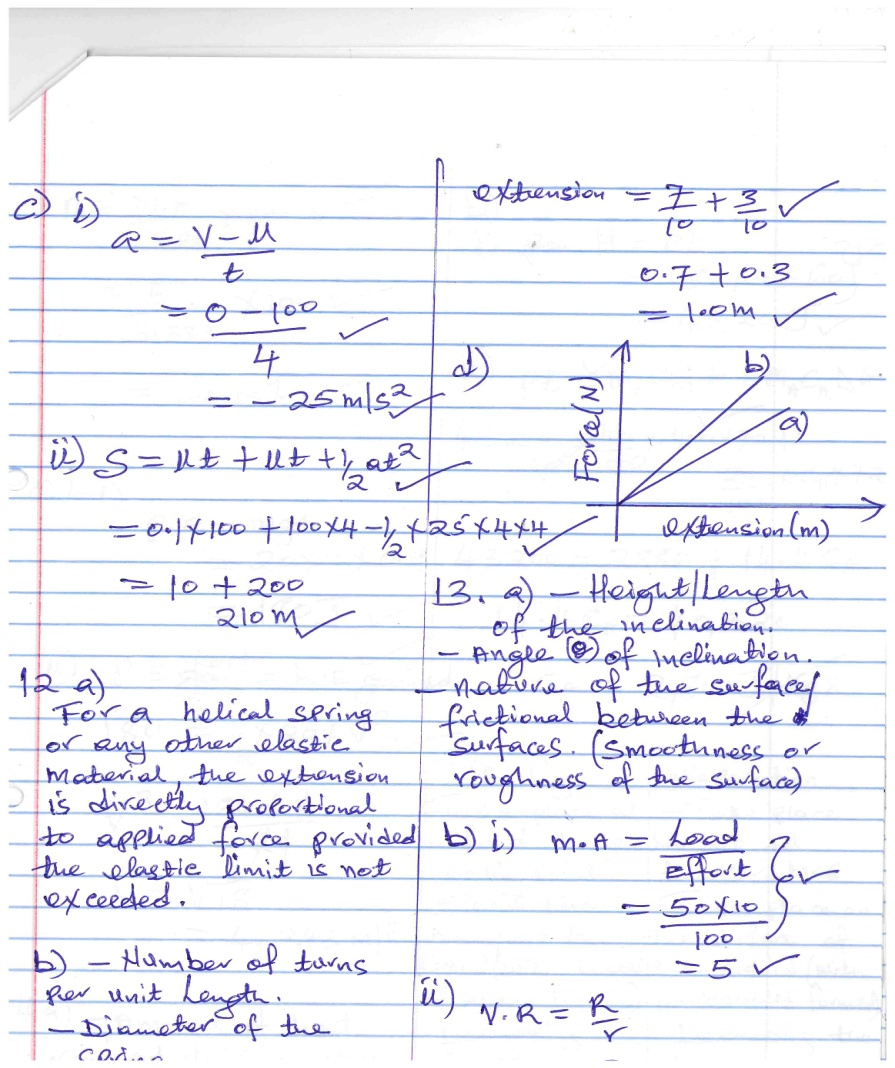 c) i)
a = V - u
t
= 0 - 100
4
= - 25 m/s²
ii) S = ut + ut + 1/2 at²
= 0.1 X 100 + 100 X 4 - 1/2 X 25 X 4 X 4
= 10 + 200
210 m
12 a)
For a helical spring
or any other elastic
material, the extension
is directly proportional
to applied force provided
the elastic limit is not
exceeded.
b) - Number of turns
per unit length.
- Diameter of the
extension = 7/10 + 3/10
0.7 + 0.3
= 1.0 m
d)
Force (N)
b)
a)
extension (m)
13. a) - Height/Length
of the inclination.
- Angle of inclination.
- nature of the surface/
frictional between the
surfaces. (Smoothness or
roughness of the surface)
b) i) M.A = Load
Effort
= 50 X 10
100
= 5
ii) V.R = R
r